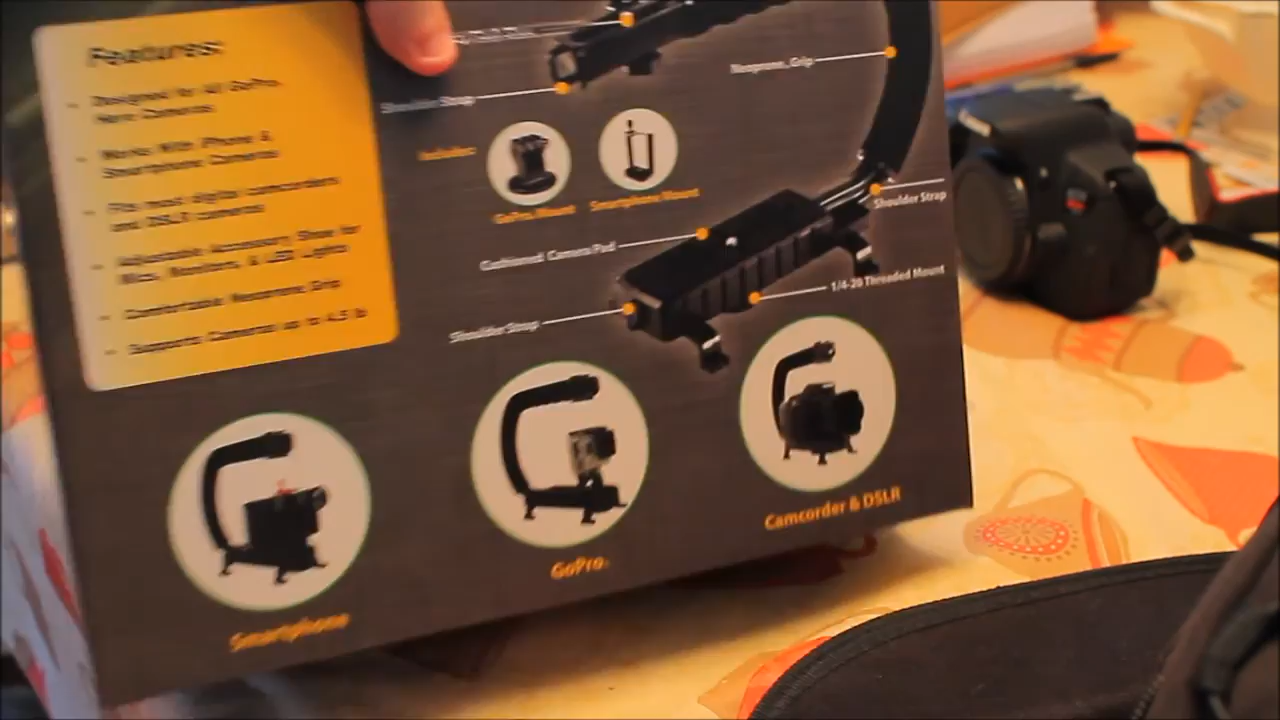 Features:
- Designed for All GoPro.
Hero Cameras
- Works With iPhone &
Smartphone Cameras
- Fits most digital camcorders
and DSLR cameras
- Adjustable Accessory Shoe for
Mics, Monitors, & LED Lights
- Comfortable Neoprene Grip
- Supports Cameras up to 4.5 lb
Neoprene, Grip
Shoulder Strap
Includes:
GoPro Mount
Smartphone Mount
Shoulder Strap
Cushioned, Camera Pad
1/4-20 Threaded Mount
Shoulder Strap
Smartphone
GoPro.
Camcorder & DSLR